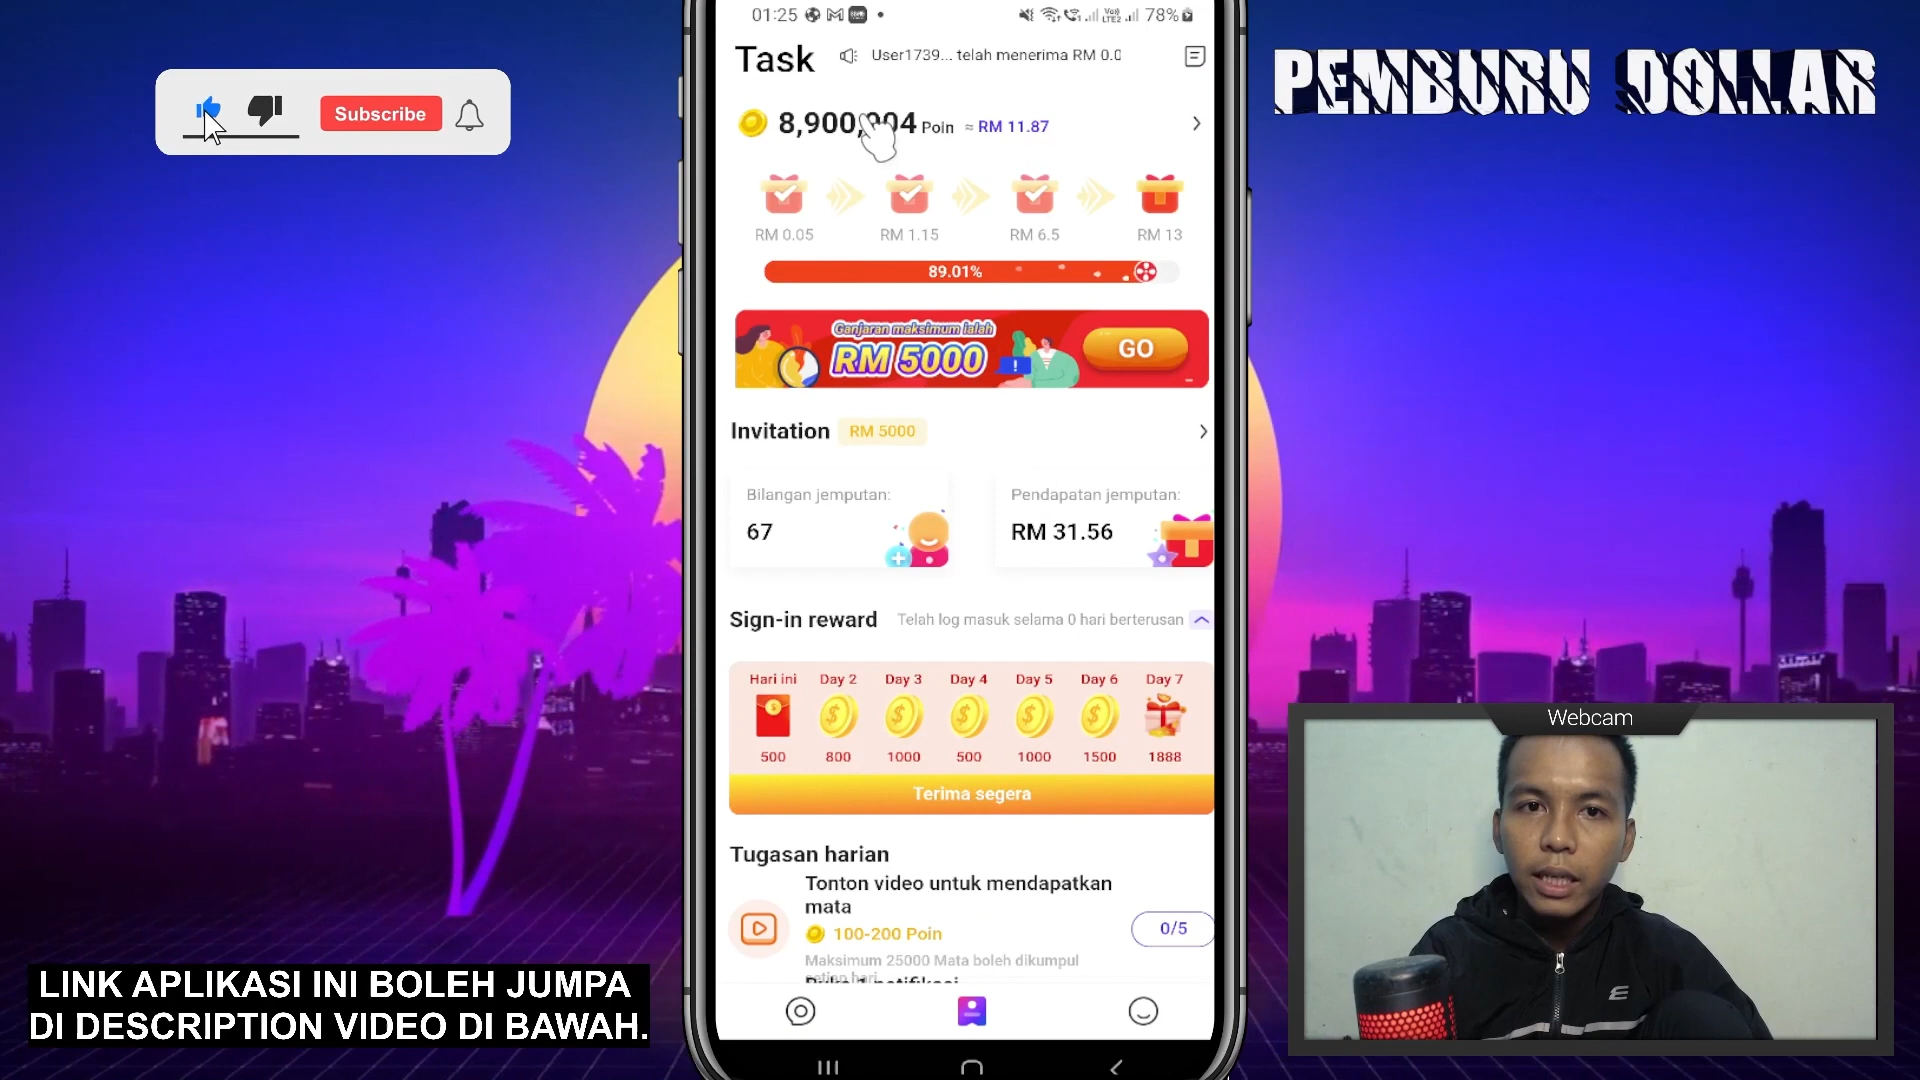 01:25
LTE2
78%
Task
User1739... telah menerima RM 0.0
PEMBURU DOLLAR
Subscribe
8,900,904 Poin ≈ RM 11.87
RM 0.05
RM 1.15
RM 6.5
RM 13
89.01%
Ganjaran maksimum ialah
RM 5000
GO
Invitation
RM 5000
Bilangan jemputan:
67
Pendapatan jemputan:
RM 31.56
Sign-in reward
Telah log masuk selama 0 hari berterusan
Hari ini
Day 2
Day 3
Day 4
Day 5
Day 6
Day 7
500
800
1000
500
1000
1500
1888
Terima segera
Webcam
Tugasan harian
Tonton video untuk mendapatkan
mata
100-200 Poin
0/5
Maksimum 25000 Mata boleh dikumpul
LINK APLIKASI INI BOLEH JUMPA
DI DESCRIPTION VIDEO DI BAWAH.